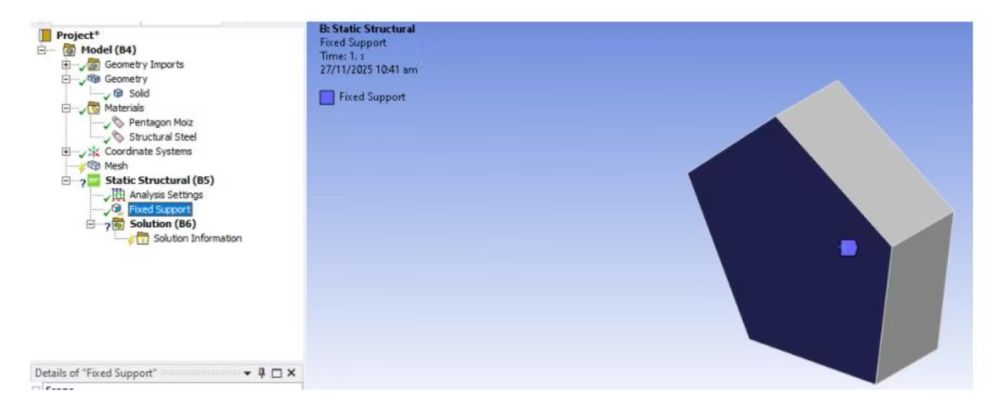 Project*
Model (B4)
Geometry Imports
Geometry
Solid
Materials
Pentagon Moiz
Structural Steel
Coordinate Systems
Mesh
Static Structural (B5)
Analysis Settings
Fixed Support
Solution (B6)
Solution Information
Details of "Fixed Support"
B: Static Structural
Fixed Support
Time: 1. s
27/11/2025 10:41 am
Fixed Support